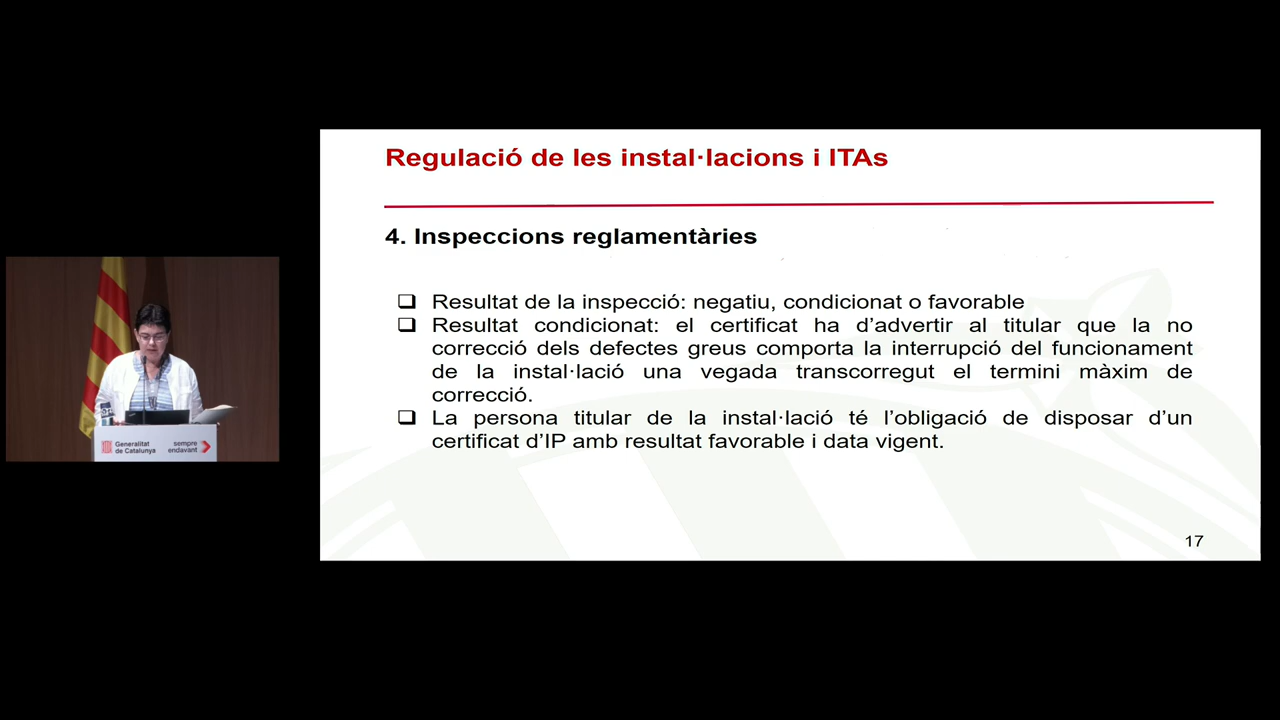 Regulació de les instal·lacions i ITAs
4. Inspeccions reglamentàries
❑ Resultat de la inspecció: negatiu, condicionat o favorable
❑ Resultat condicionat: el certificat ha d’advertir al titular que la no
correcció dels defectes greus comporta la interrupció del funcionament
de la instal·lació una vegada transcorregut el termini màxim de
correcció.
❑ La persona titular de la instal·lació té l’obligació de disposar d’un
certificat d’IP amb resultat favorable i data vigent.
17
Generalitat
de Catalunya
sempre
endavant